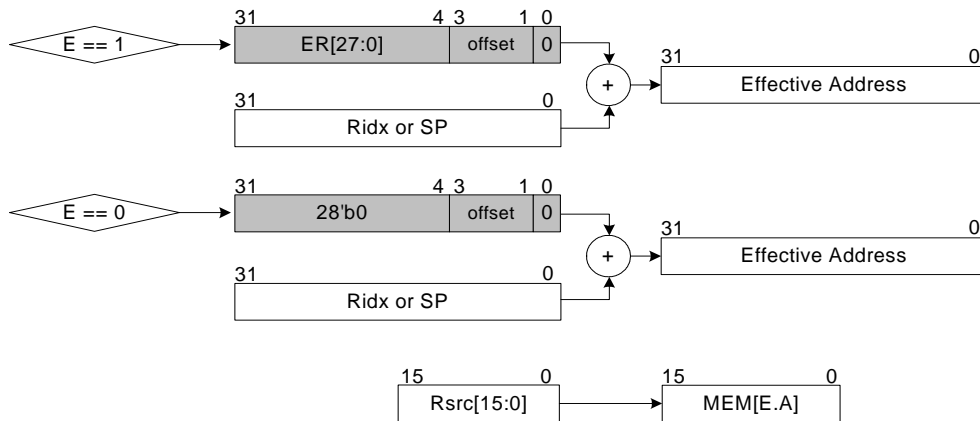 31 4 3 1 0
E == 1 ER[27:0] offset 0
31 0
+ Effective Address
31 0
Ridx or SP
31 4 3 1 0
E == 0 28'b0 offset 0
31 0
+ Effective Address
31 0
Ridx or SP
15 0 15 0
Rsrc[15:0] MEM[E.A]